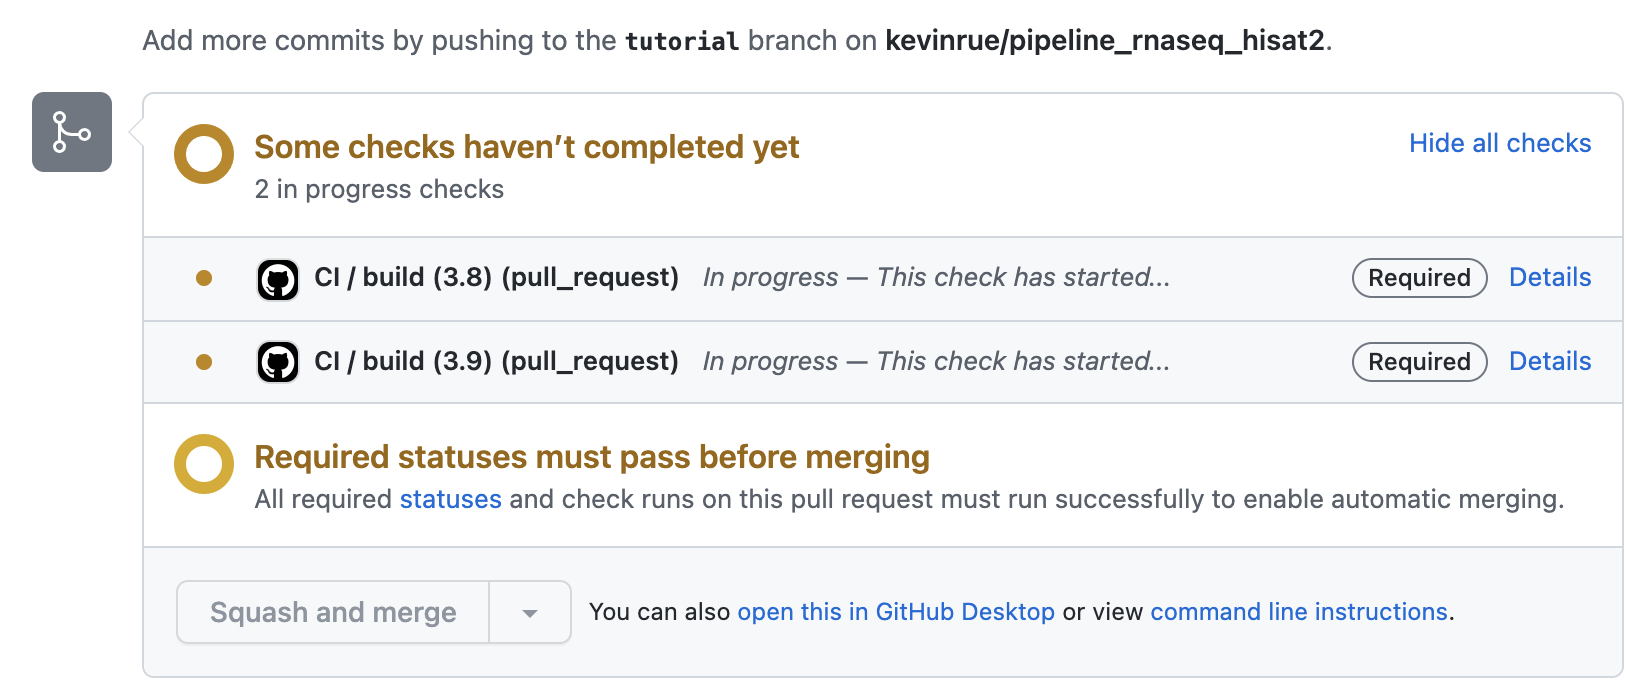 Add more commits by pushing to the tutorial branch on kevinrue/pipeline_rnaseq_hisat2.
Some checks haven’t completed yet
Hide all checks
2 in progress checks
CI / build (3.8) (pull_request) In progress — This check has started... Required Details
CI / build (3.9) (pull_request) In progress — This check has started... Required Details
Required statuses must pass before merging
All required statuses and check runs on this pull request must run successfully to enable automatic merging.
Squash and merge You can also open this in GitHub Desktop or view command line instructions.